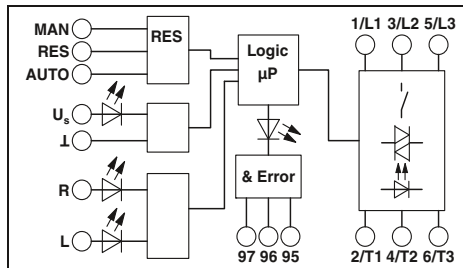 MAN
RES
AUTO
RES
Us
⊥
R
L
Logic
µP
& Error
97 96 95
1/L1 3/L2 5/L3
2/T1 4/T2 6/T3